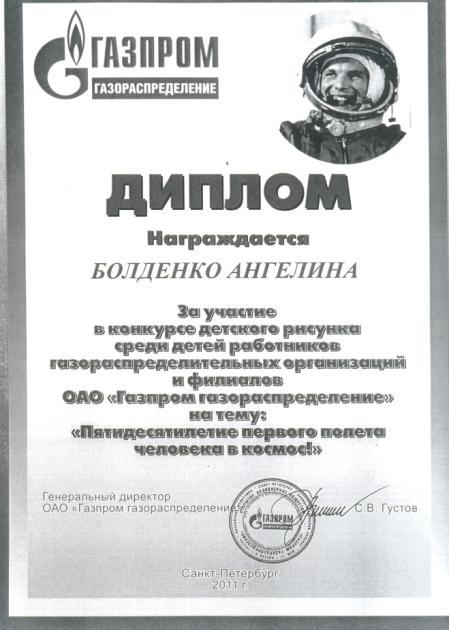 ГАЗПРОМ
ГАЗОРАСПРЕДЕЛЕНИЕ
ДИПЛОМ
Награждается
БОЛДЕНКО АНГЕЛИНА
За участие
в конкурсе детского рисунка
среди детей работников
газораспределительных организаций
и филиалов
ОАО «Газпром газораспределение»
на тему:
«Пятидесятилетие первого полета
человека в космос!»
Генеральный директор
ОАО «Газпром газораспределение»
С.В. Густов
ГАЗПРОМ
Санкт-Петербург
2011 г.